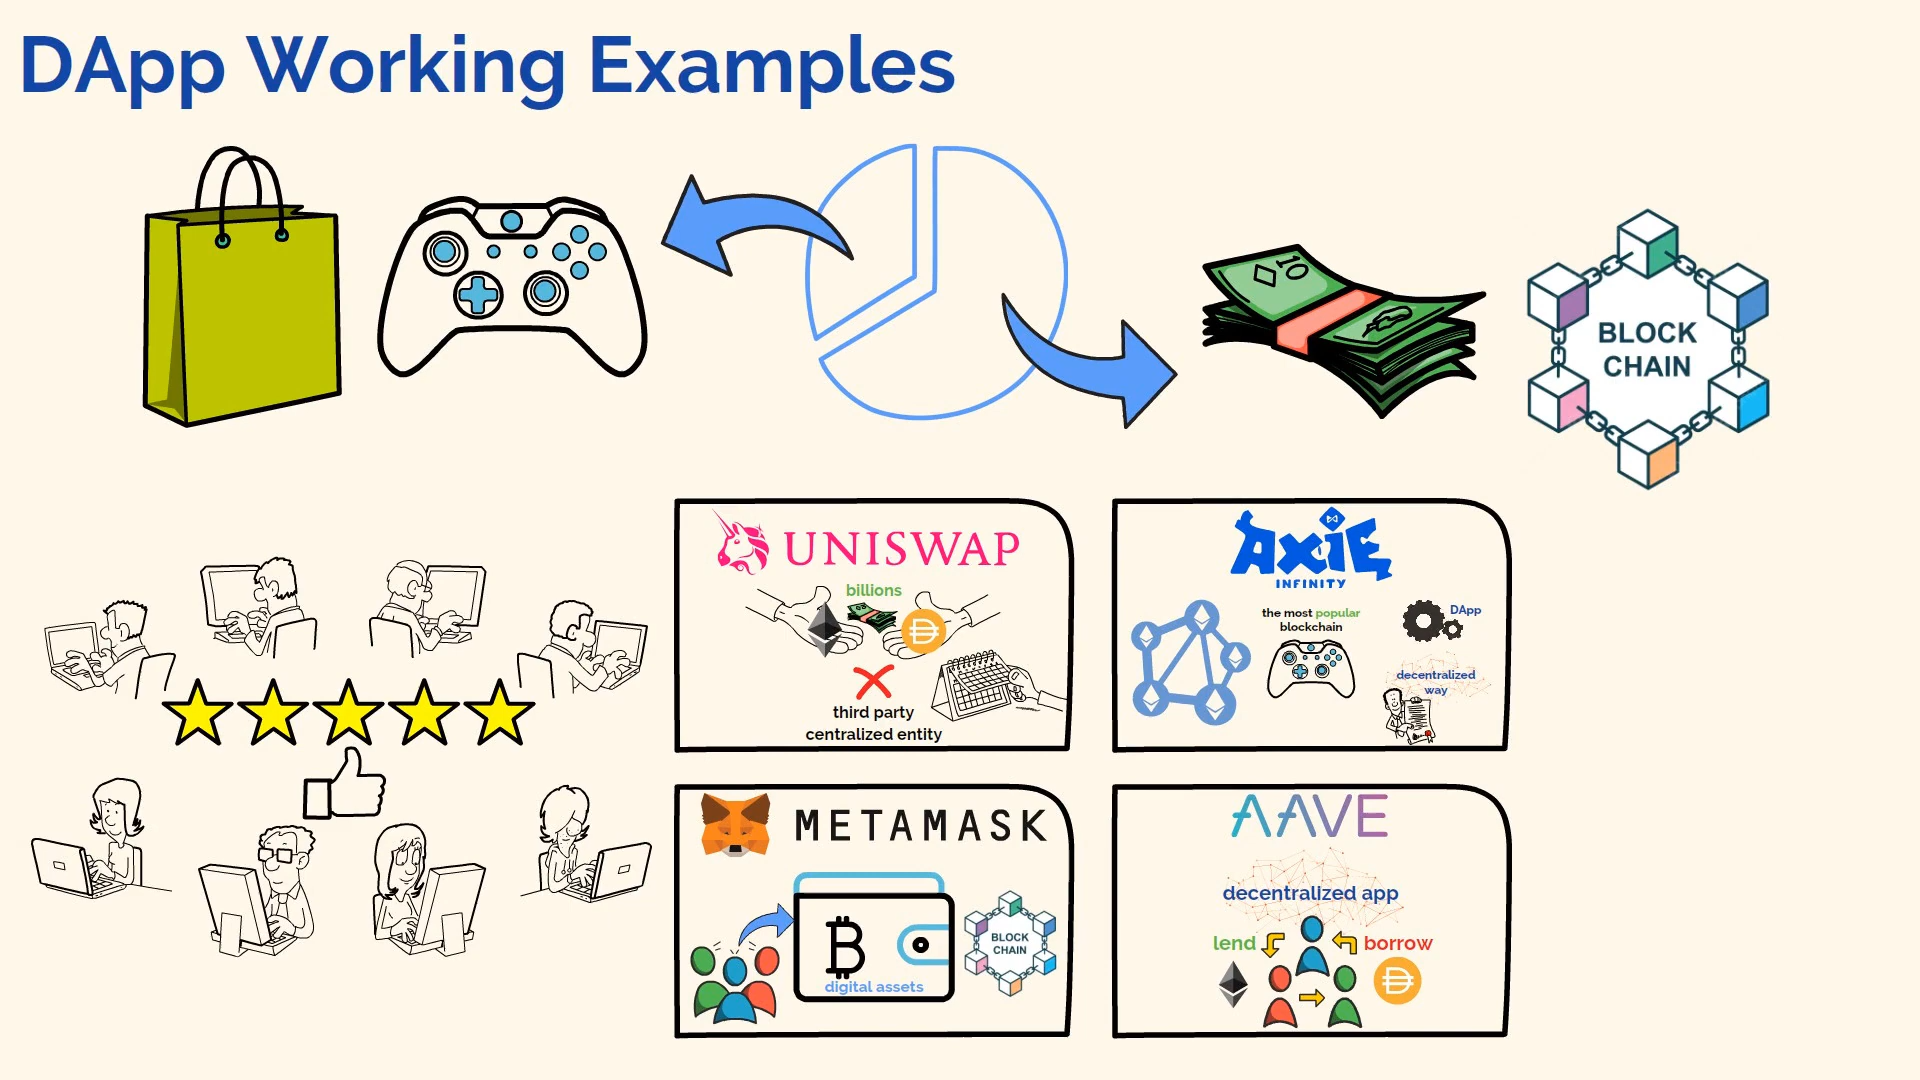 DApp Working Examples
10
BLOCK
CHAIN
UNISWAP
billions
third party
centralized entity
AXIE
INFINITY
the most popular
blockchain
DApp
decentralized
way
METAMASK
digital assets
BLOCK
CHAIN
AAVE
decentralized app
lend
borrow